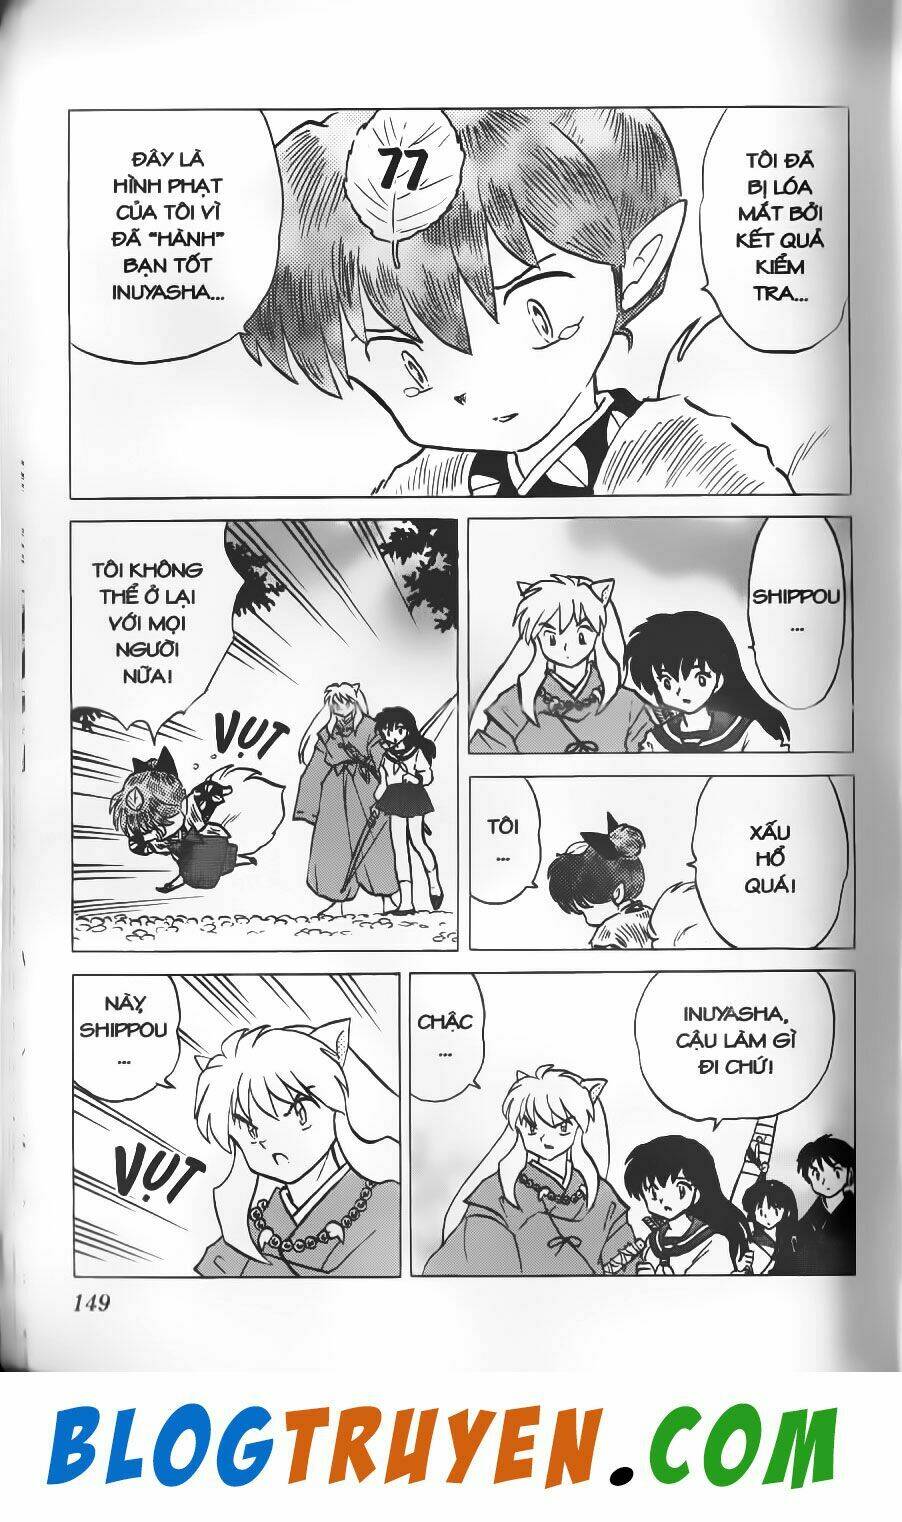 TÔI ĐÃ
BỊ LÓA
MẮT BỞI
KẾT QUẢ
KIỂM
TRA...
77
ĐÂY LÀ
HÌNH PHẠT
CỦA TÔI VÌ
ĐÃ "HÀNH"
BẠN TỐT
INUYASHA...
SHIPPOU
...
XẤU
HỔ
QUÁ!
TÔI
...
TÔI KHÔNG
THỂ Ở LẠI
VỚI MỌI
NGƯỜI
NỮA!
VỤT
INUYASHA,
CẬU LÀM GÌ
ĐI CHỨ!
CHẬC
...
NÀY,
SHIPPOU
...
VỤT
149
BLOGTRUYEN.COM